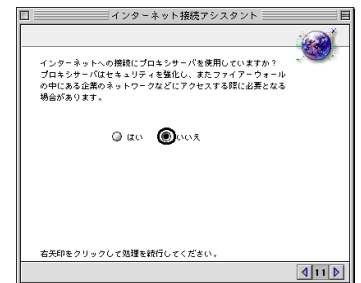 インターネット接続アシスタント
インターネットへの接続にプロキシサーバを使用していますか？
プロキシサーバはセキュリティを強化し、またファイアーウォール
の中にある企業のネットワークなどにアクセスする際に必要となる
場合があります。
はい いいえ
右矢印をクリックして処理を続行してください。
11